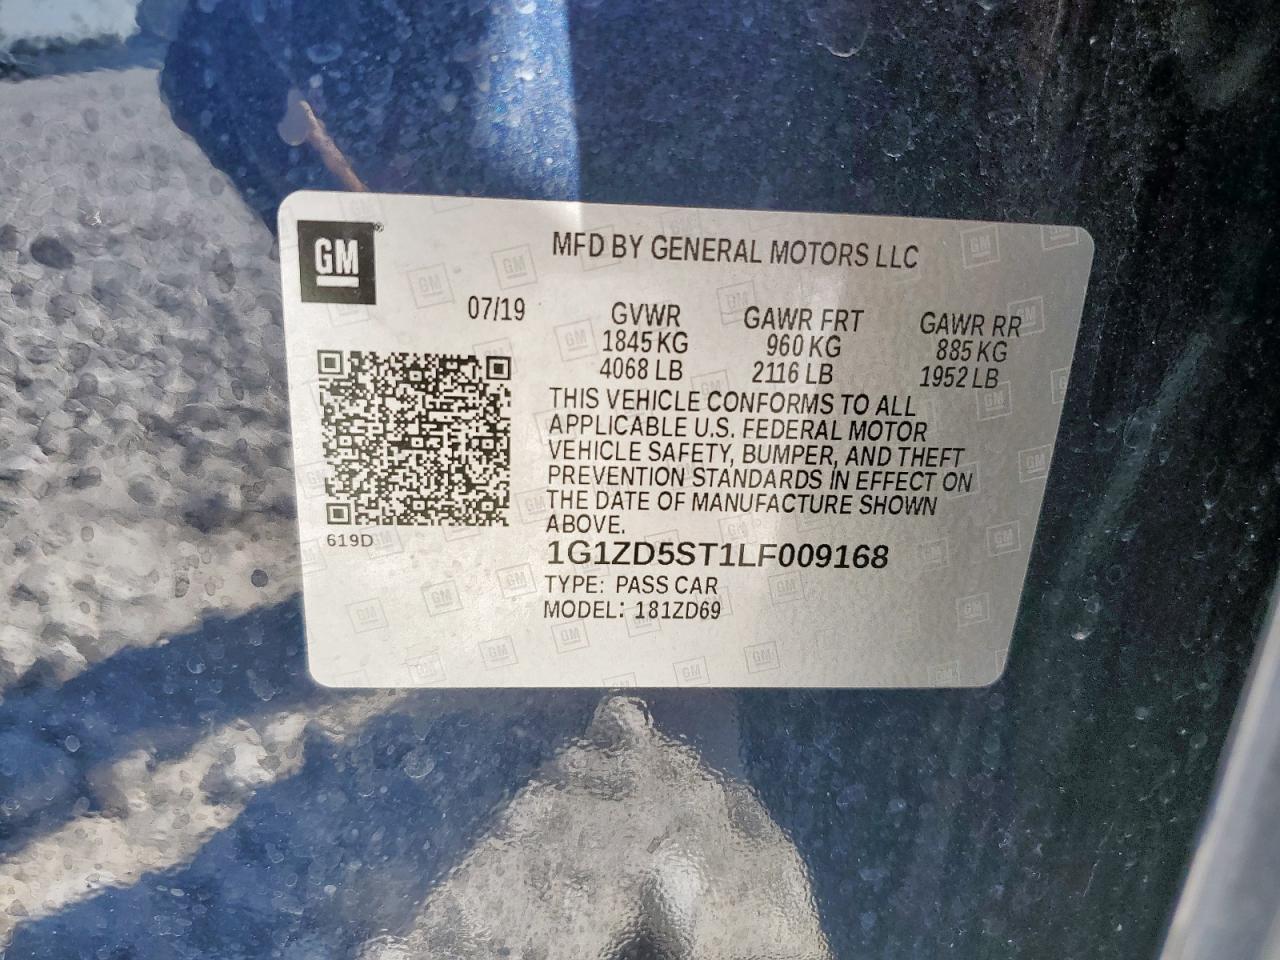 GM
MFD BY GENERAL MOTORS LLC
07/19
GVWR GAWR FRT GAWR RR
1845 KG 960 KG 885 KG
4068 LB 2116 LB 1952 LB
THIS VEHICLE CONFORMS TO ALL
APPLICABLE U.S. FEDERAL MOTOR
VEHICLE SAFETY, BUMPER, AND THEFT
PREVENTION STANDARDS IN EFFECT ON
THE DATE OF MANUFACTURE SHOWN
ABOVE.
619D
1G1ZD5ST1LF009168
TYPE: PASS CAR
MODEL: 181ZD69